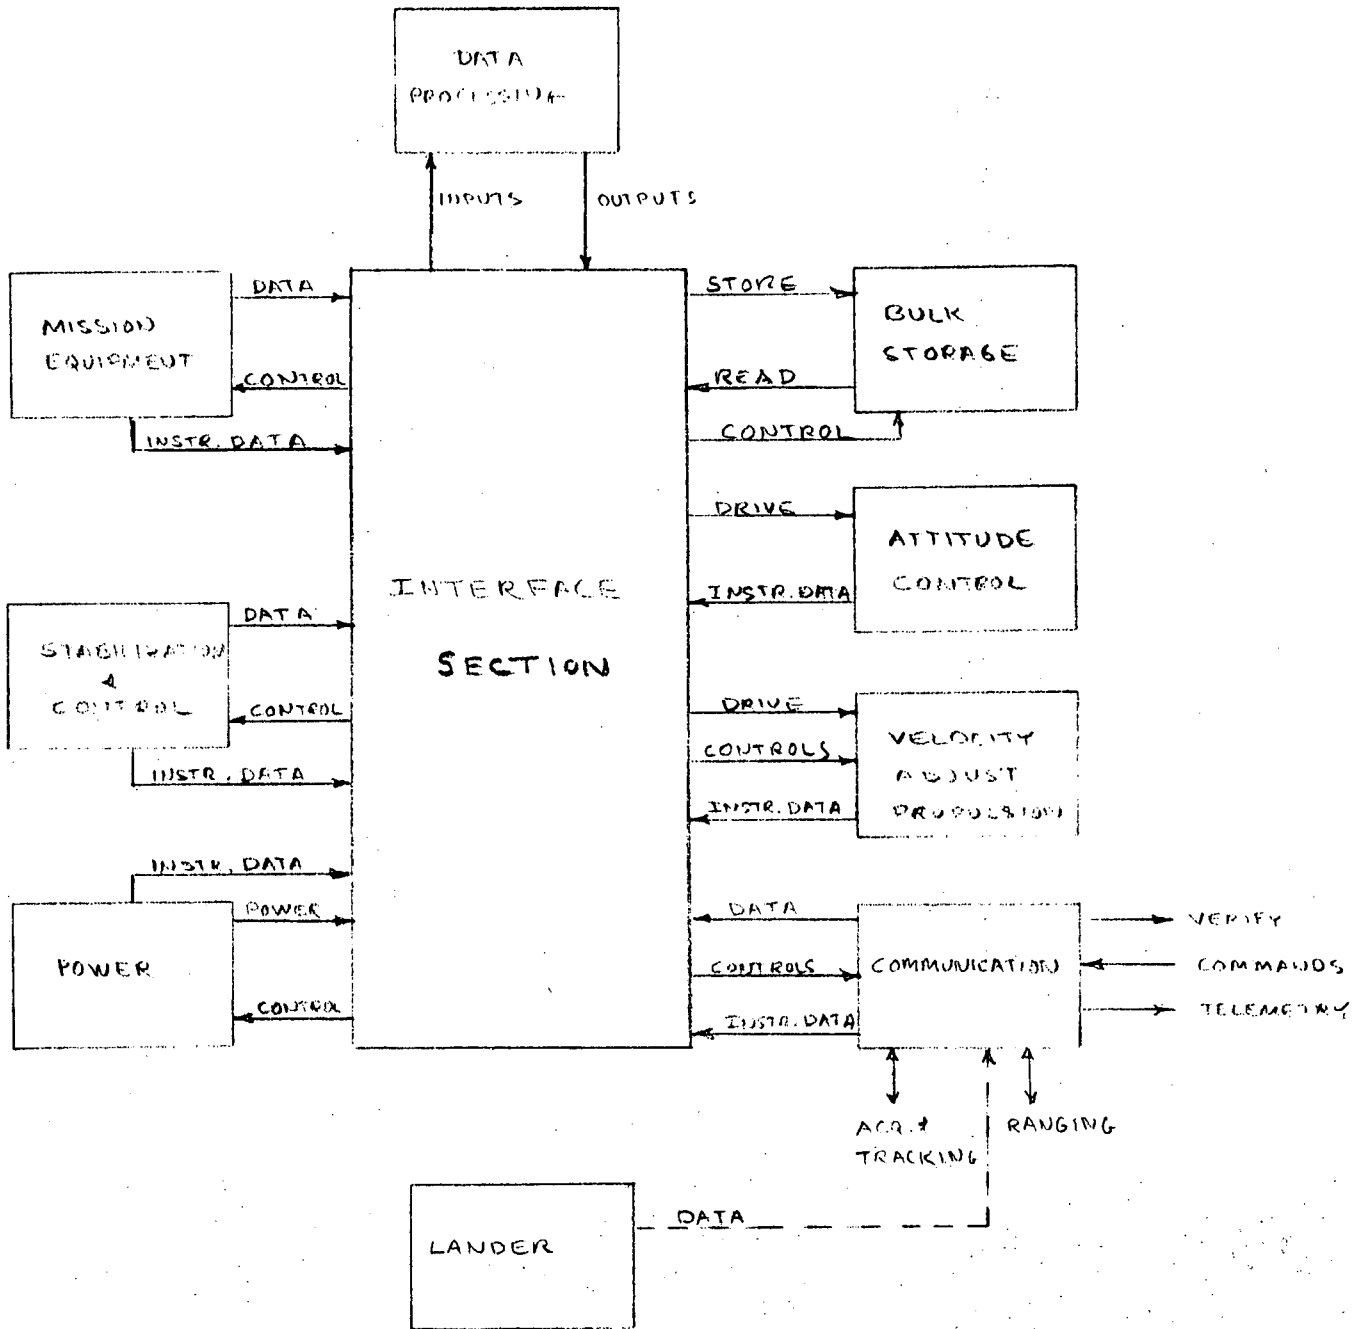 DATA
PROCESSING
INPUTS
OUTPUTS
DATA
MISSION
EQUIPMENT
CONTROL
INSTR. DATA
STORE
BULK
STORAGE
READ
CONTROL
DRIVE
ATTITUDE
CONTROL
INSTR. DATA
INTERFACE
SECTION
DATA
STABILIZATION
&
CONTROL
CONTROL
INSTR. DATA
DRIVE
CONTROLS
VELOCITY
ADJUST
PROPULSION
INSTR. DATA
INSTR. DATA
POWER
POWER
CONTROL
DATA
CONTROLS
COMMUNICATION
INSTR. DATA
VERIFY
COMMANDS
TELEMETRY
ACQ. &
TRACKING
RANGING
LANDER
DATA